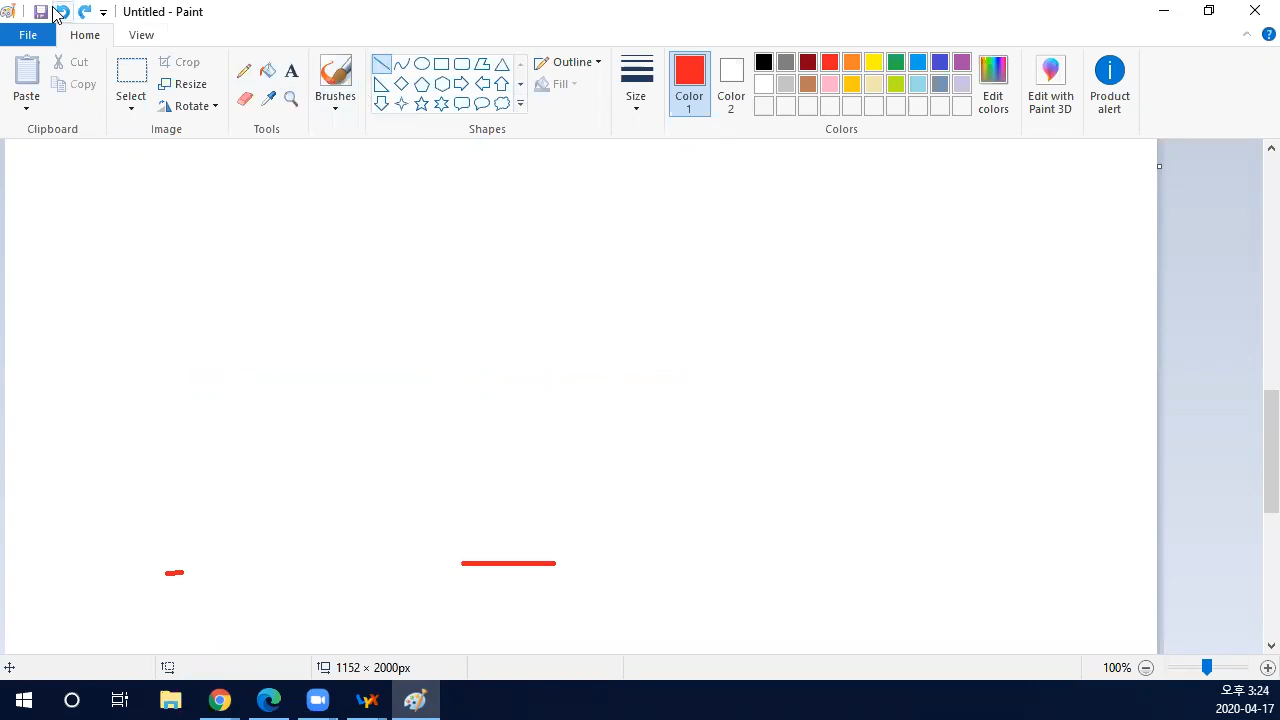 Untitled - Paint
File Home View
Paste
Cut
Copy
Clipboard
Select
Crop
Resize
Rotate
Image
A
Tools
Brushes
Outline
Fill
Shapes
Size
Color 1
Color 2
Edit colors
Colors
Edit with Paint 3D
Product alert
1152 × 2000px
100%
오후 3:24
2020-04-17